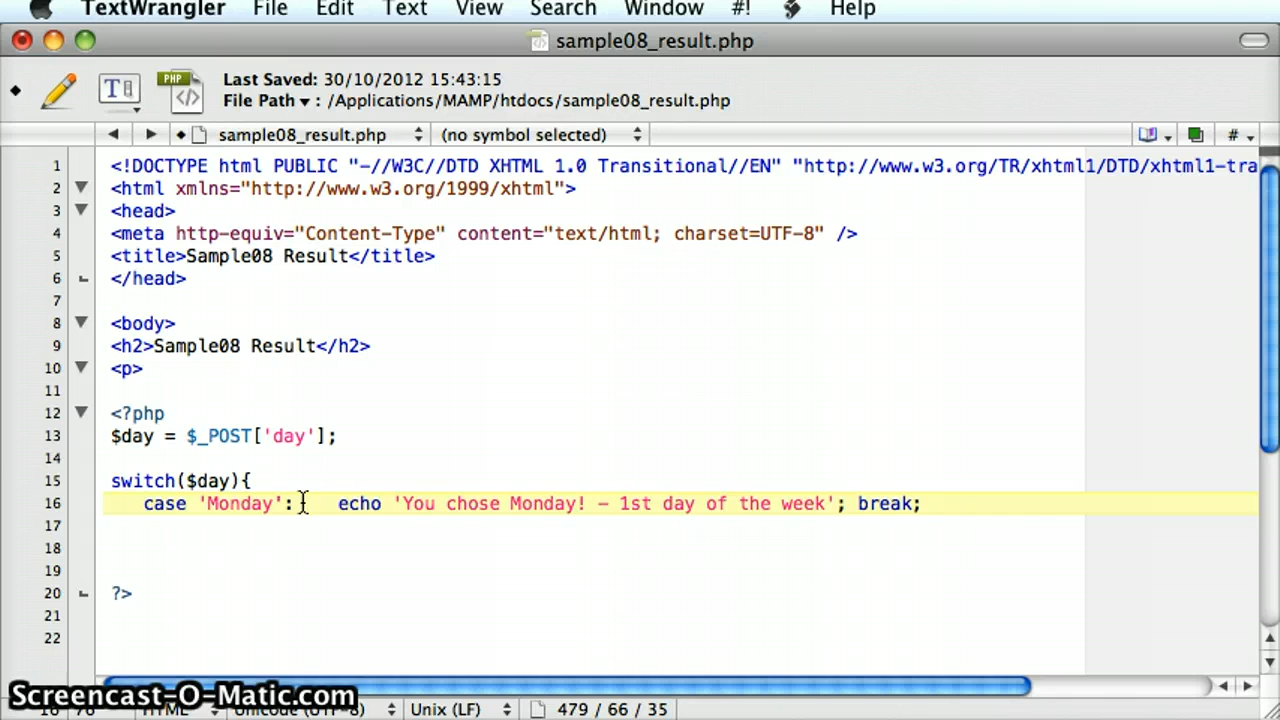 TextWrangler File Edit Text View Search Window #! Help
sample08_result.php
Last Saved: 30/10/2012 15:43:15
File Path ▾ : /Applications/MAMP/htdocs/sample08_result.php
sample08_result.php (no symbol selected) #
1 <!DOCTYPE html PUBLIC "-//W3C//DTD XHTML 1.0 Transitional//EN" "http://www.w3.org/TR/xhtml1/DTD/xhtml1-tra
2 <html xmlns="http://www.w3.org/1999/xhtml">
3 <head>
4 <meta http-equiv="Content-Type" content="text/html; charset=UTF-8" />
5 <title>Sample08 Result</title>
6 </head>
7
8 <body>
9 <h2>Sample08 Result</h2>
10 <p>
11
12 <?php
13 $day = $_POST['day'];
14
15 switch($day){
16 case 'Monday': echo 'You chose Monday! - 1st day of the week'; break;
17
18
19
20 ?>
21
22
Screencast-O-Matic.com
Unix (LF) 479 / 66 / 35